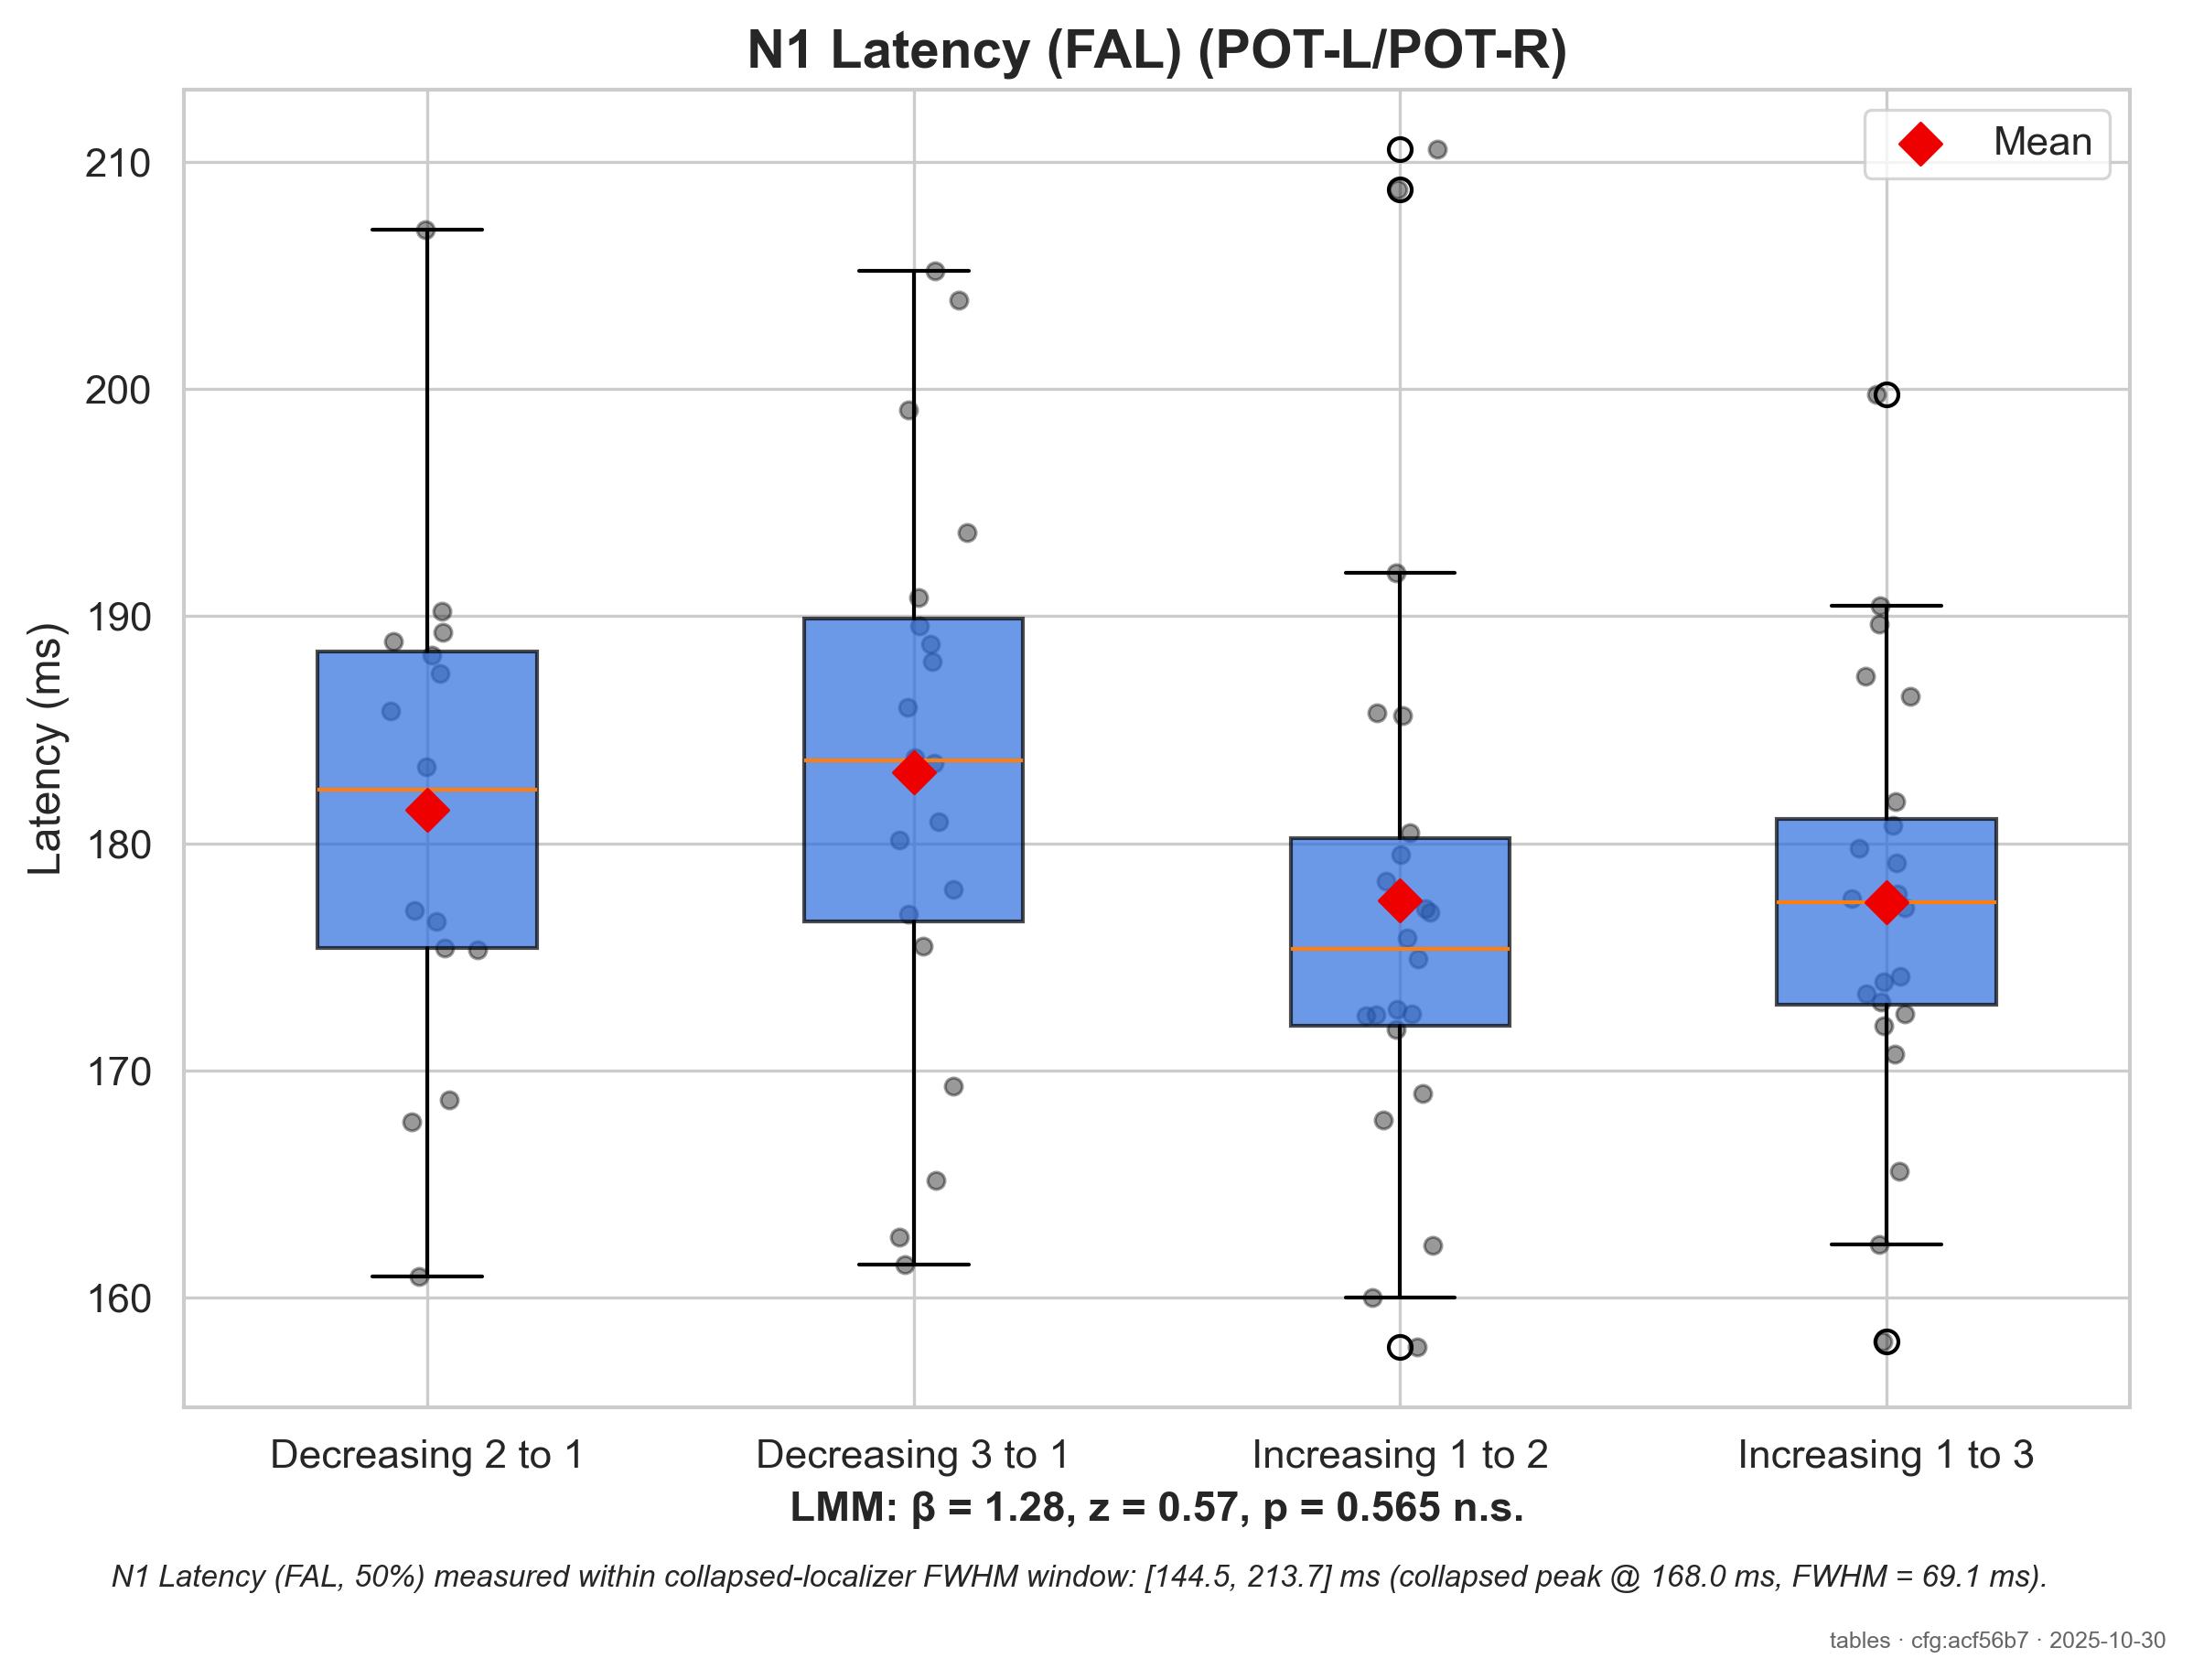 N1 Latency (FAL) (POT-L/POT-R)
Mean
Latency (ms)
210
200
190
180
170
160
Decreasing 2 to 1
Decreasing 3 to 1
Increasing 1 to 2
Increasing 1 to 3
LMM: β = 1.28, z = 0.57, p = 0.565 n.s.
N1 Latency (FAL, 50%) measured within collapsed-localizer FWHM window: [144.5, 213.7] ms (collapsed peak @ 168.0 ms, FWHM = 69.1 ms).
tables · cfg:acf56b7 · 2025-10-30